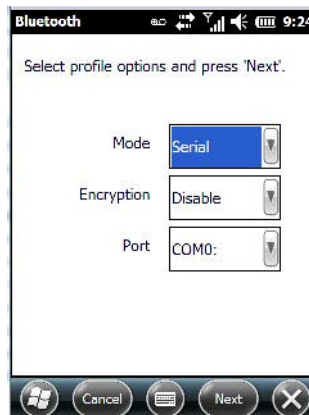 Bluetooth 9:24
Select profile options and press 'Next'.
Mode Serial
Encryption Disable
Port COM0:
Cancel Next